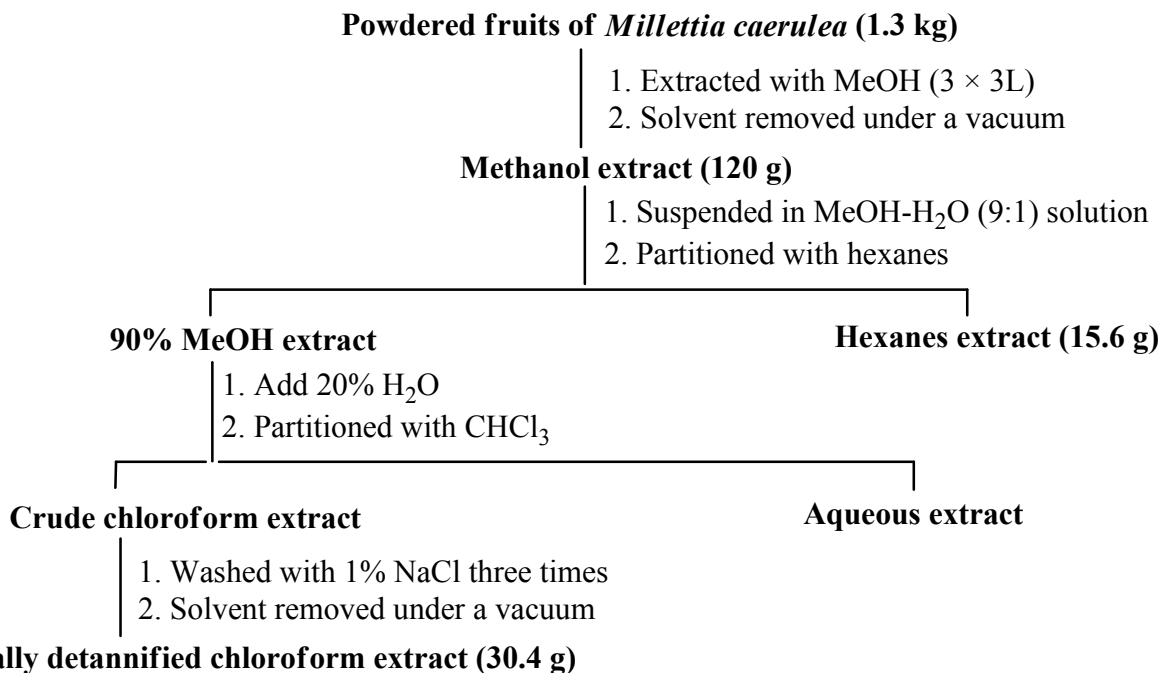 Powdered fruits of Millettia caerulea (1.3 kg)
1. Extracted with MeOH (3 × 3L)
2. Solvent removed under a vacuum
Methanol extract (120 g)
1. Suspended in MeOH-H₂O (9:1) solution
2. Partitioned with hexanes
90% MeOH extract
Hexanes extract (15.6 g)
1. Add 20% H₂O
2. Partitioned with CHCl₃
Crude chloroform extract
Aqueous extract
1. Washed with 1% NaCl three times
2. Solvent removed under a vacuum
ally detannified chloroform extract (30.4 g)